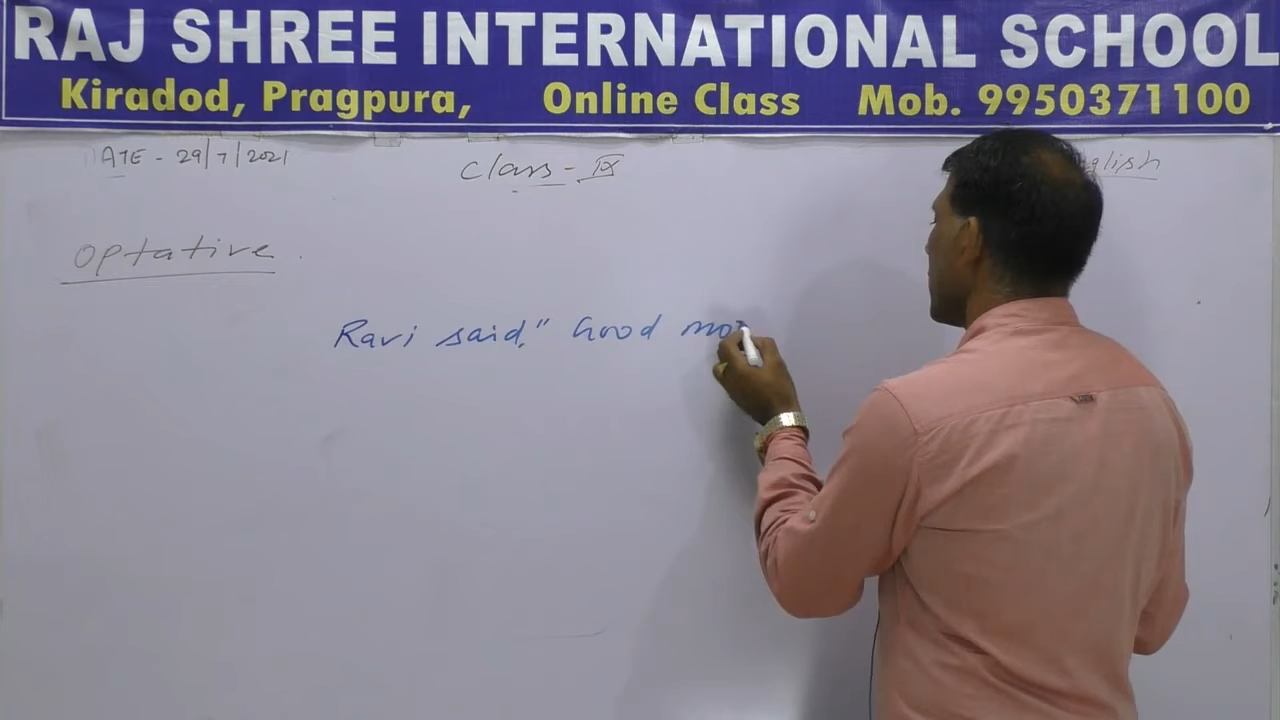 RAJ SHREE INTERNATIONAL SCHOOL
Kiradod, Pragpura, Online Class Mob. 9950371100
ATE - 29/7/2021 Class - IX glish
Optative
Ravi said," Good mor